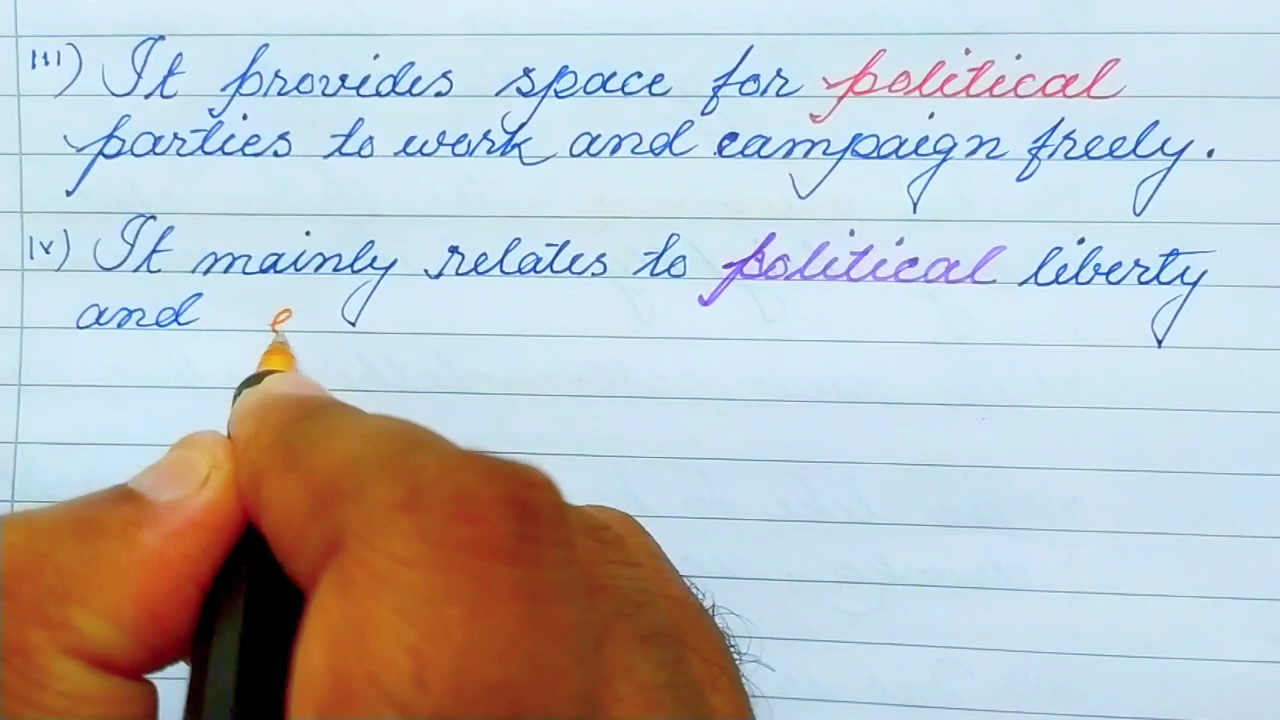 III) It provides space for political
parties to work and campaign freely.
IV) It mainly relates to political liberty
and e